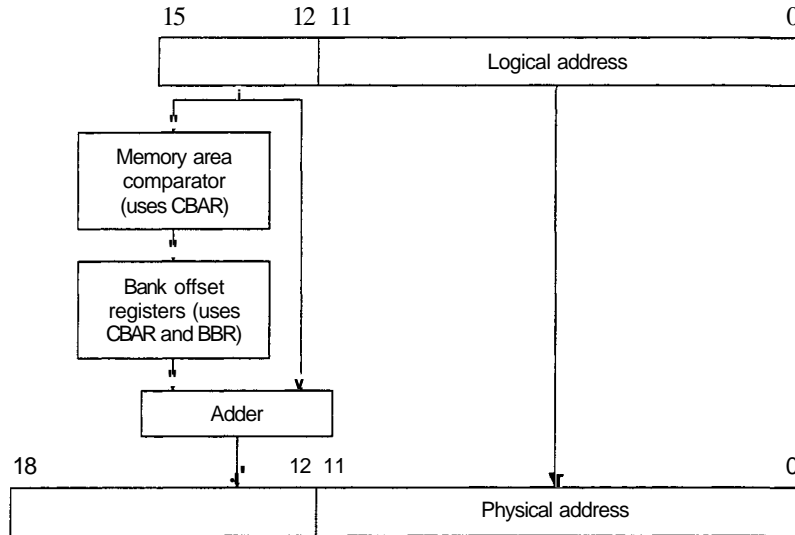 15 12 11 0
Logical address
Memory area
comparator
(uses CBAR)
Bank offset
registers (uses
CBAR and BBR)
Adder
18 12 11 0
Physical address